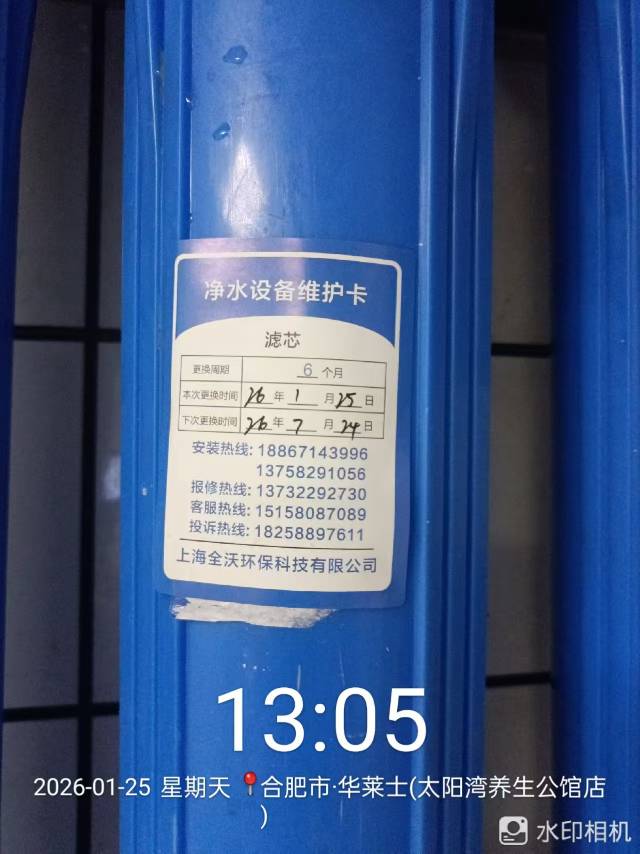 净水设备维护卡
滤芯
更换周期 6 个月
本次更换时间 26 年 1 月 25 日
下次更换时间 26 年 7 月 24 日
安装热线: 18867143996
13758291056
报修热线: 13732292730
客服热线: 15158087089
投诉热线: 18258897611
上海全沃环保科技有限公司
13:05
2026-01-25 星期天 📍合肥市·华莱士(太阳湾养生公馆店
)
水印相机